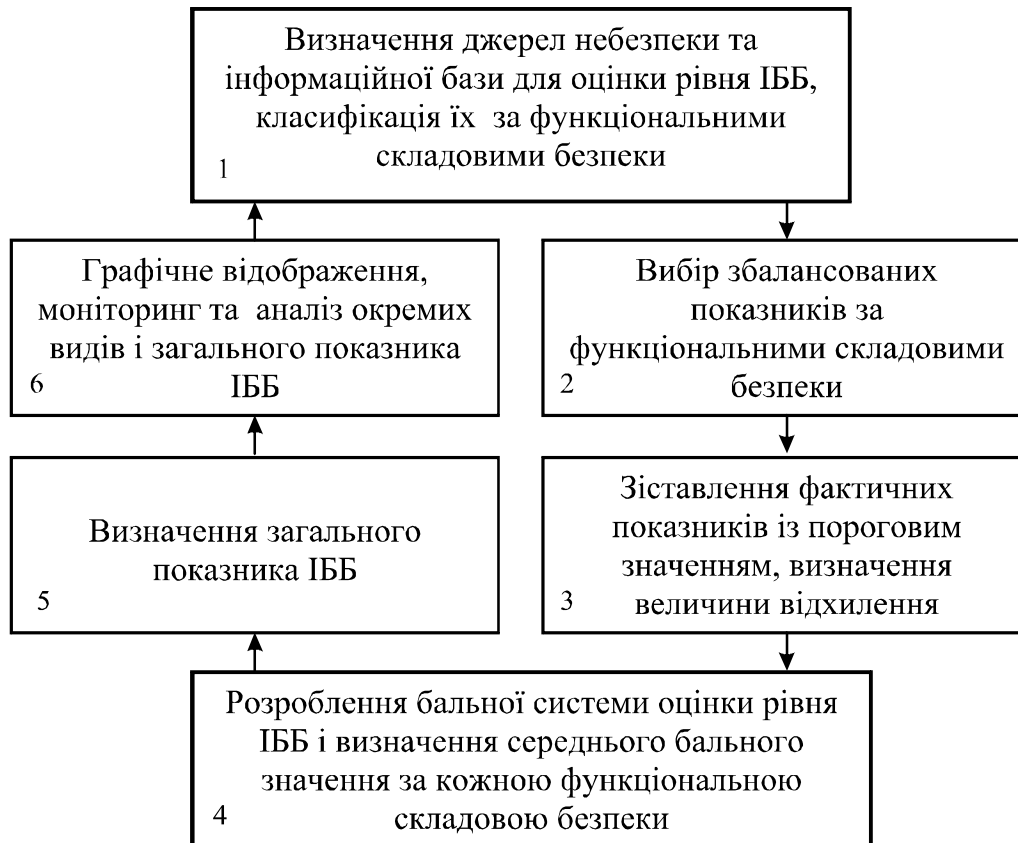 Визначення джерел небезпеки та
інформаційної бази для оцінки рівня ІББ,
класифікація їх за функціональними
складовими безпеки
1
Вибір збалансованих
показників за
функціональними складовими
безпеки
2
Зіставлення фактичних
показників із пороговим
значенням, визначення
величини відхилення
3
Розроблення бальної системи оцінки рівня
ІББ і визначення середнього бального
значення за кожною функціональною
складовою безпеки
4
Визначення загального
показника ІББ
5
Графічне відображення,
моніторинг та аналіз окремих
видів і загального показника
ІББ
6